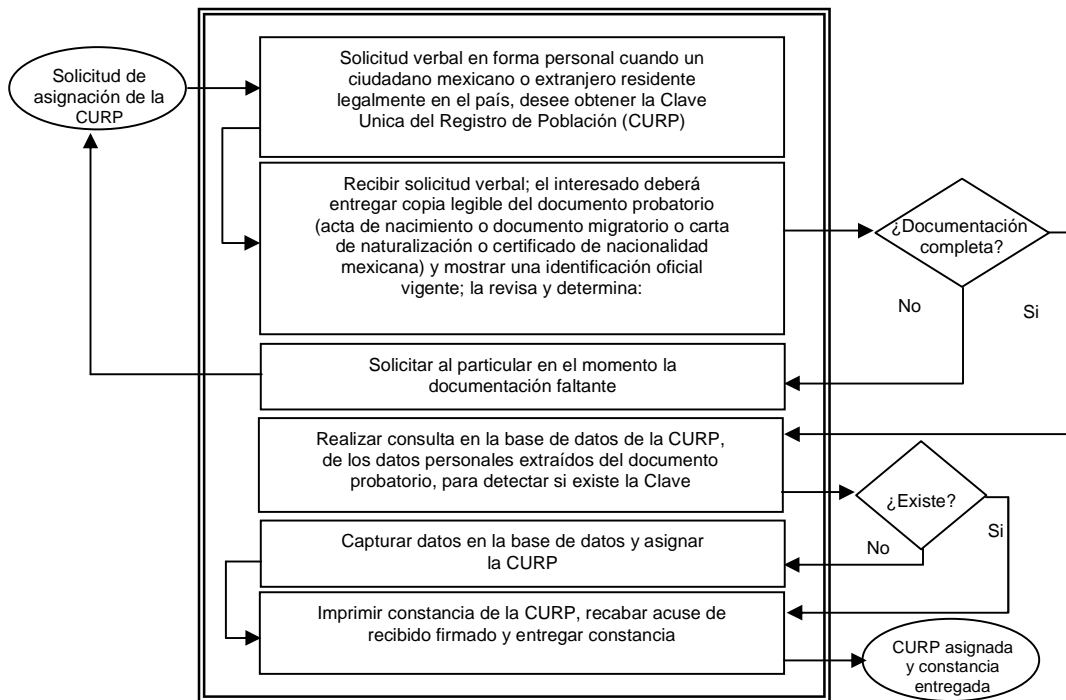 Solicitud de
asignación de la
CURP
Solicitud verbal en forma personal cuando un
ciudadano mexicano o extranjero residente
legalmente en el país, desee obtener la Clave
Unica del Registro de Población (CURP)
Recibir solicitud verbal; el interesado deberá
entregar copia legible del documento probatorio
(acta de nacimiento o documento migratorio o carta
de naturalización o certificado de nacionalidad
mexicana) y mostrar una identificación oficial
vigente; la revisa y determina:
¿Documentación
completa?
No
Si
Solicitar al particular en el momento la
documentación faltante
Realizar consulta en la base de datos de la CURP,
de los datos personales extraídos del documento
probatorio, para detectar si existe la Clave
¿Existe?
Si
No
Capturar datos en la base de datos y asignar
la CURP
Imprimir constancia de la CURP, recabar acuse de
recibido firmado y entregar constancia
CURP asignada
y constancia
entregada